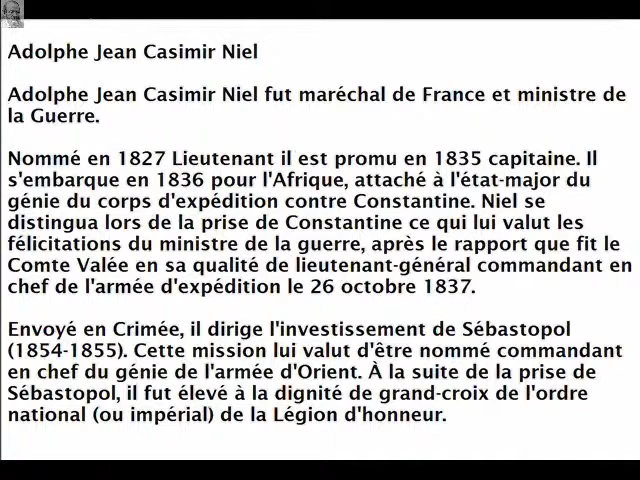 Adolphe Jean Casimir Niel
Adolphe Jean Casimir Niel fut maréchal de France et ministre de
la Guerre.
Nommé en 1827 Lieutenant il est promu en 1835 capitaine. Il
s'embarque en 1836 pour l'Afrique, attaché à l'état-major du
génie du corps d'expédition contre Constantine. Niel se
distingua lors de la prise de Constantine ce qui lui valut les
félicitations du ministre de la guerre, après le rapport que fit le
Comte Valée en sa qualité de lieutenant-général commandant en
chef de l'armée d'expédition le 26 octobre 1837.
Envoyé en Crimée, il dirige l'investissement de Sébastopol
(1854-1855). Cette mission lui valut d'être nommé commandant
en chef du génie de l'armée d'Orient. À la suite de la prise de
Sébastopol, il fut élevé à la dignité de grand-croix de l'ordre
national (ou impérial) de la Légion d'honneur.